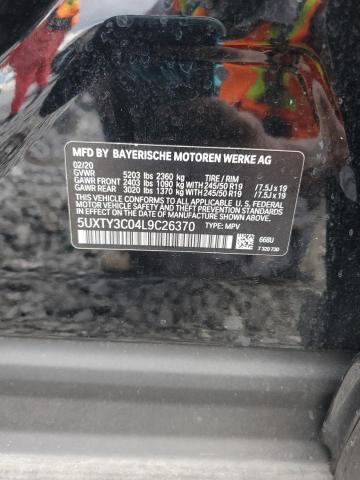 MFD BY BAYERISCHE MOTOREN WERKE AG
02/20
GVWR 5203 lbs 2360 kg TIRE / RIM
GAWR FRONT 2403 lbs 1090 kg WITH 245/50 R19 /7.5J x 19
GAWR REAR 3020 lbs 1370 kg WITH 245/50 R19 /7.5J x 19
THIS VEHICLE CONFORMS TO ALL APPLICABLE U.S. FEDERAL
MOTOR VEHICLE SAFETY STANDARDS IN EFFECT ON THE DATE
OF MANUFACTURE SHOWN ABOVE.
5UXTY3C04L9C26370 TYPE: MPV
668U
7 320 730